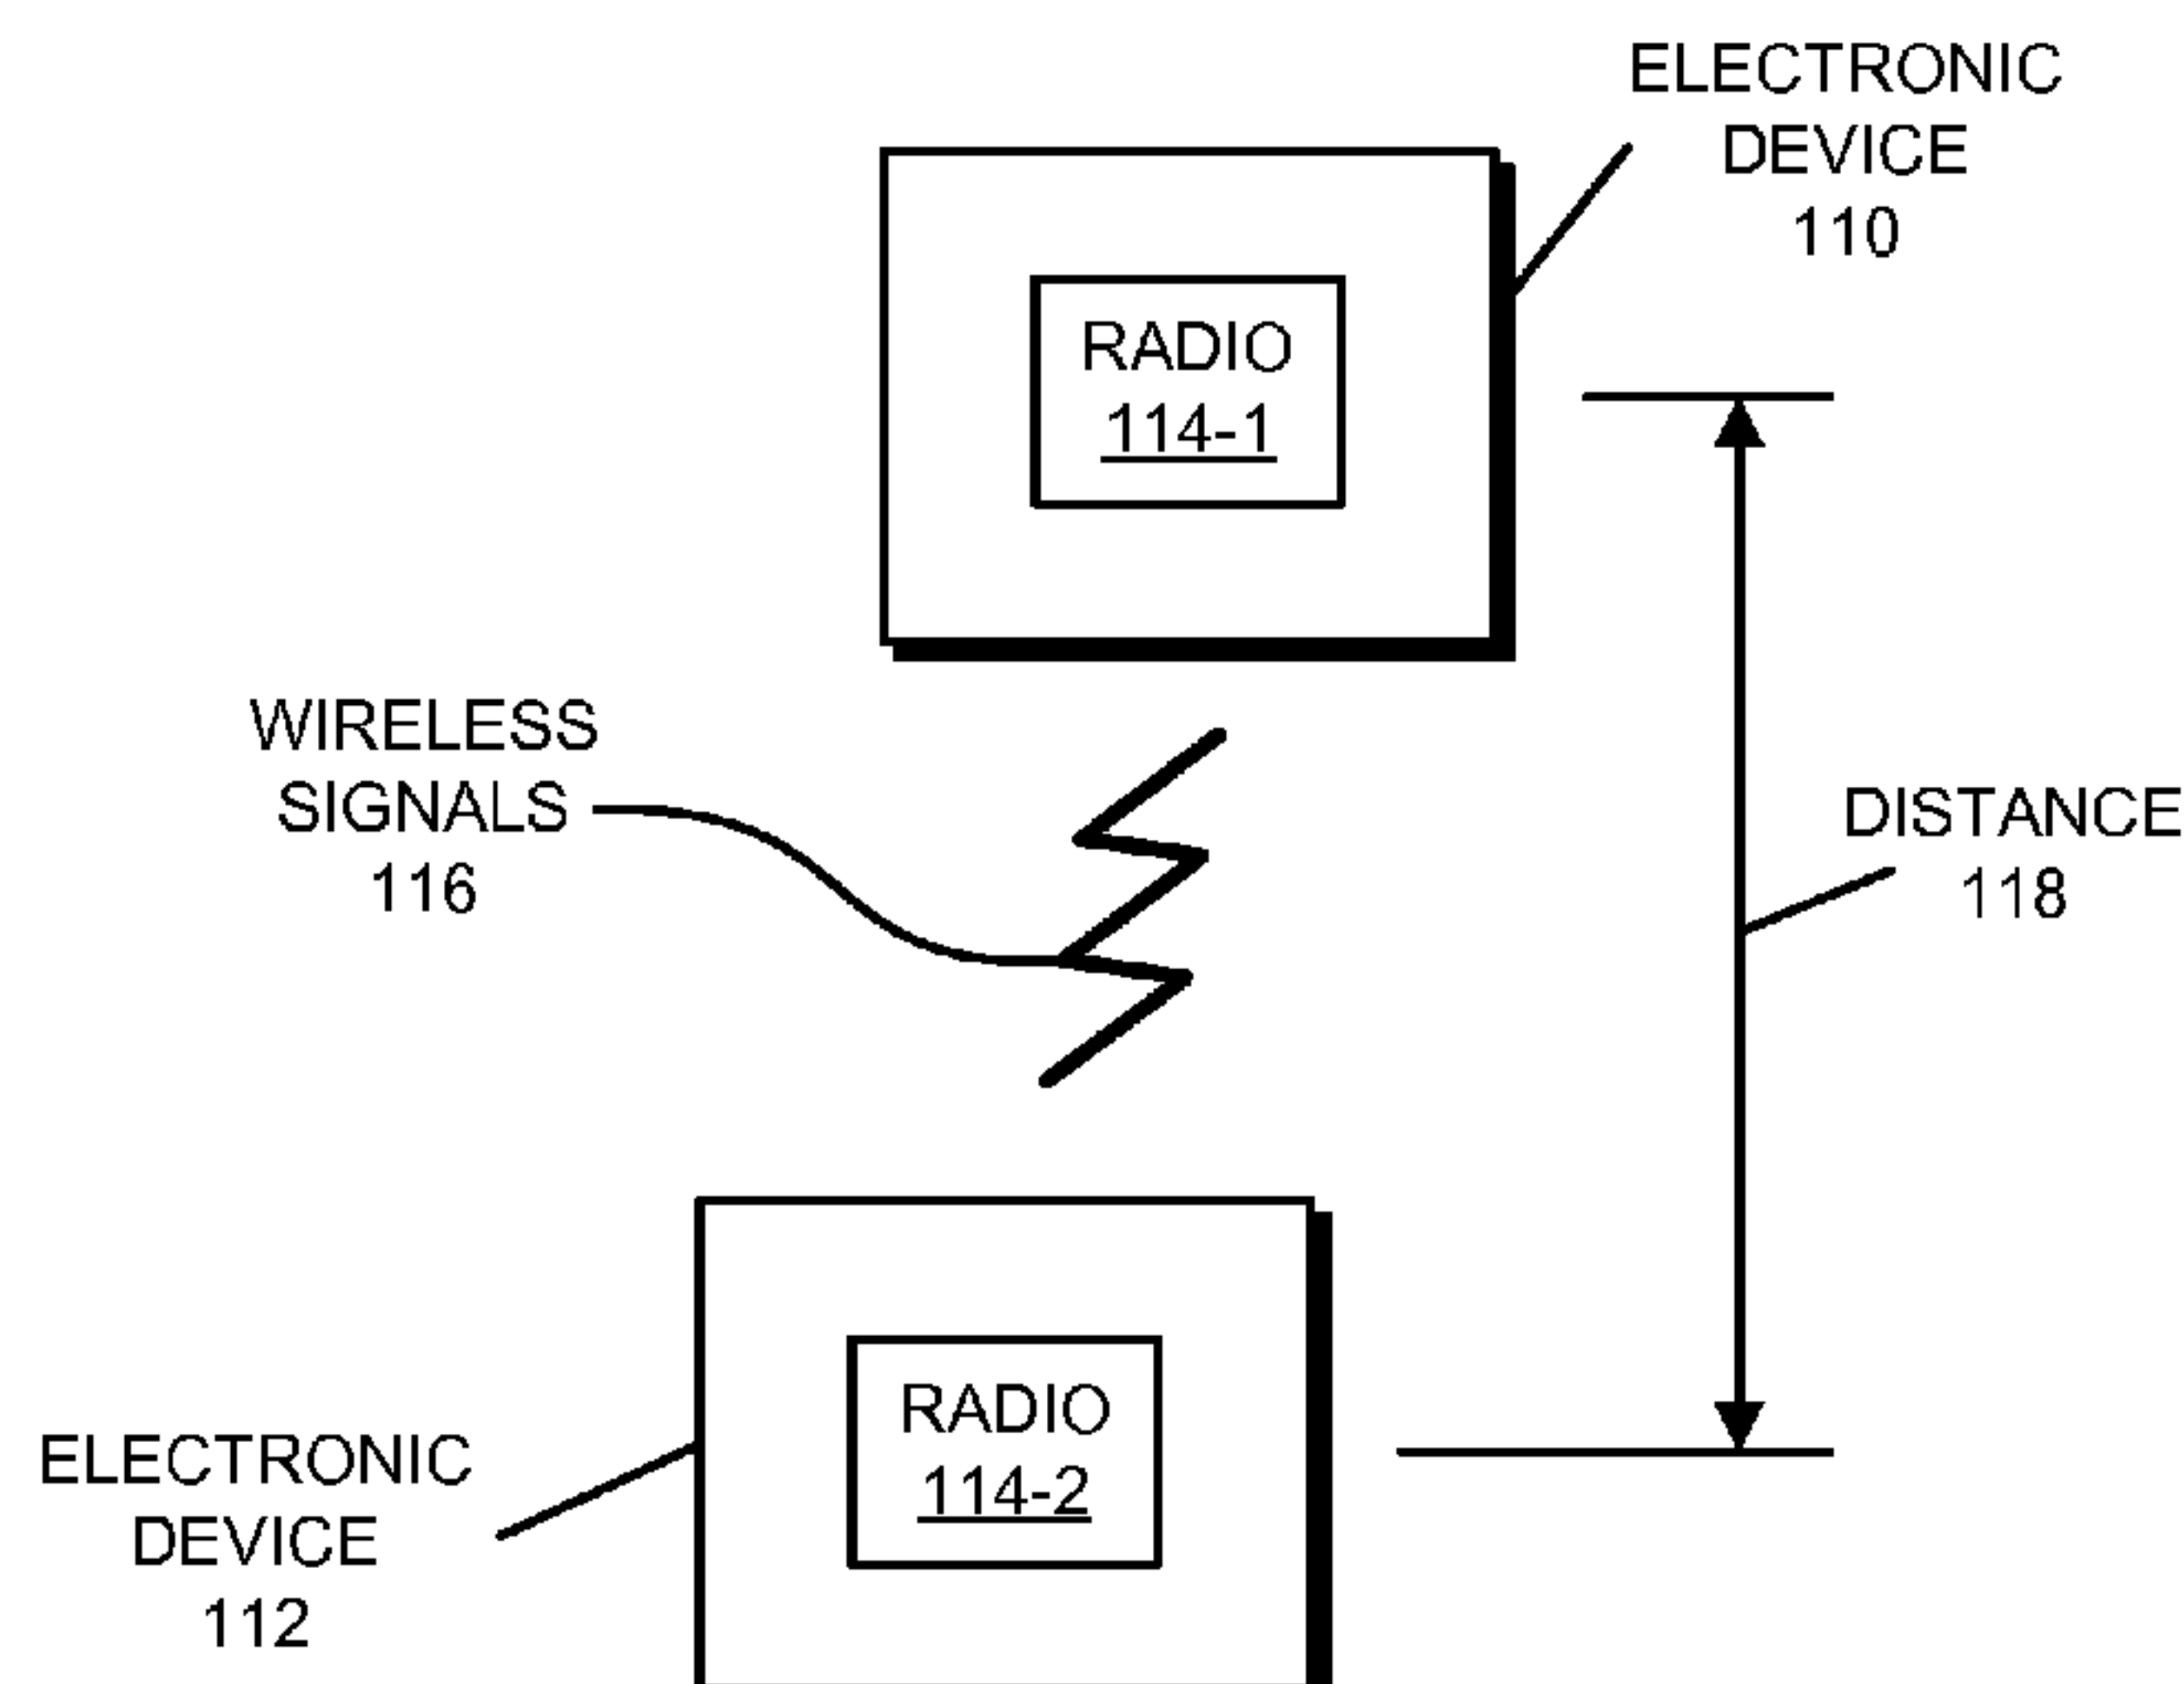 ELECTRONIC
DEVICE
110
RADIO
114-1
WIRELESS
SIGNALS
116
DISTANCE
118
RADIO
114-2
ELECTRONIC
DEVICE
112